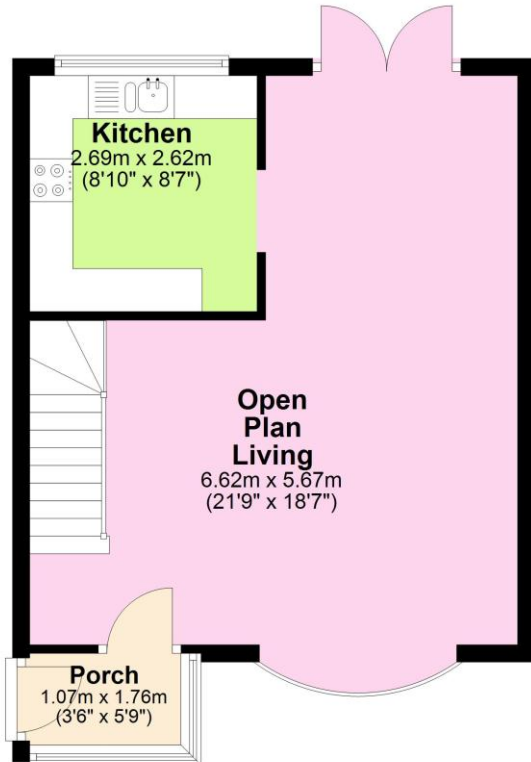 Kitchen
2.69m x 2.62m
(8'10" x 8'7")
Open
Plan
Living
6.62m x 5.67m
(21'9" x 18'7")
Porch
1.07m x 1.76m
(3'6" x 5'9")